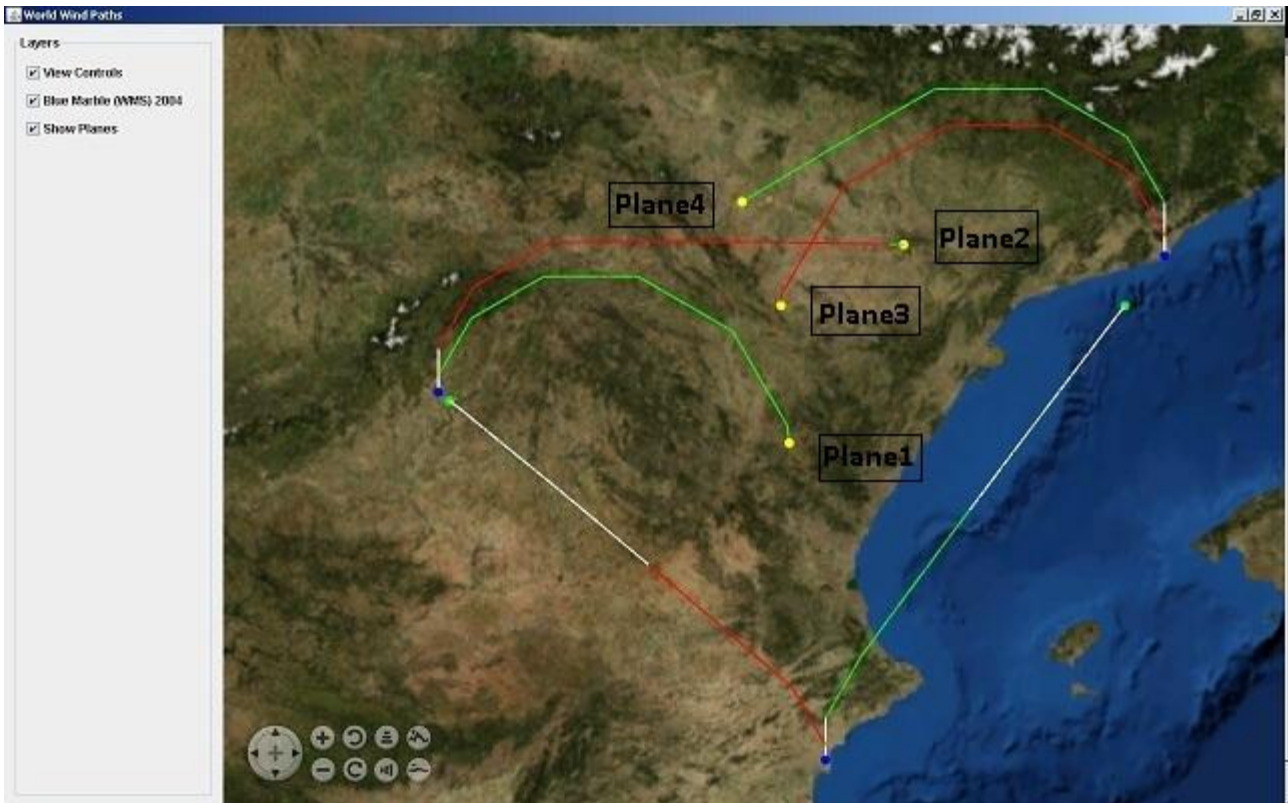 World Wind Paths
Layers
View Controls
Blue Marble (WMS) 2004
Show Planes
Plane4
Plane2
Plane3
Plane1